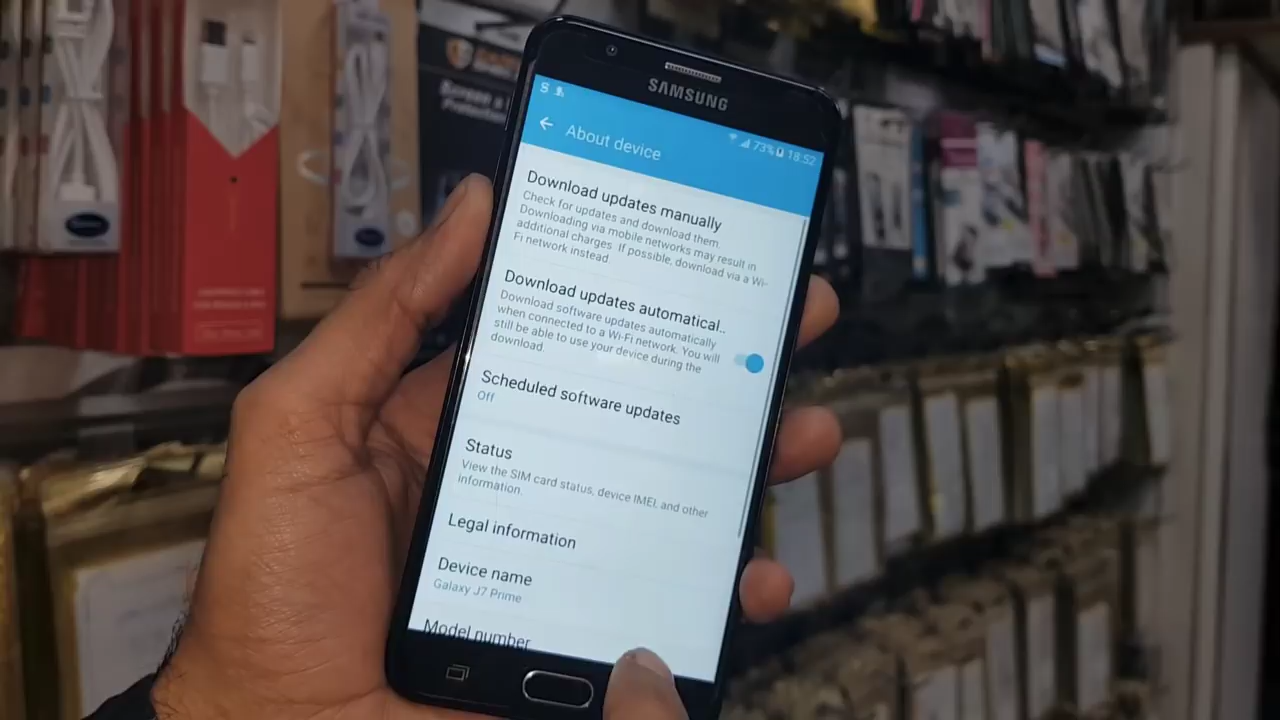 SAMSUNG
73% 18:52
About device
Download updates manually
Check for updates and download them.
Downloading via mobile networks may result in
additional charges. If possible, download via a Wi-
Fi network instead.
Download updates automatical..
Download software updates automatically
when connected to a Wi-Fi network. You will
still be able to use your device during the
download.
Scheduled software updates
Off
Status
View the SIM card status, device IMEI, and other
information.
Legal information
Device name
Galaxy J7 Prime
Model number